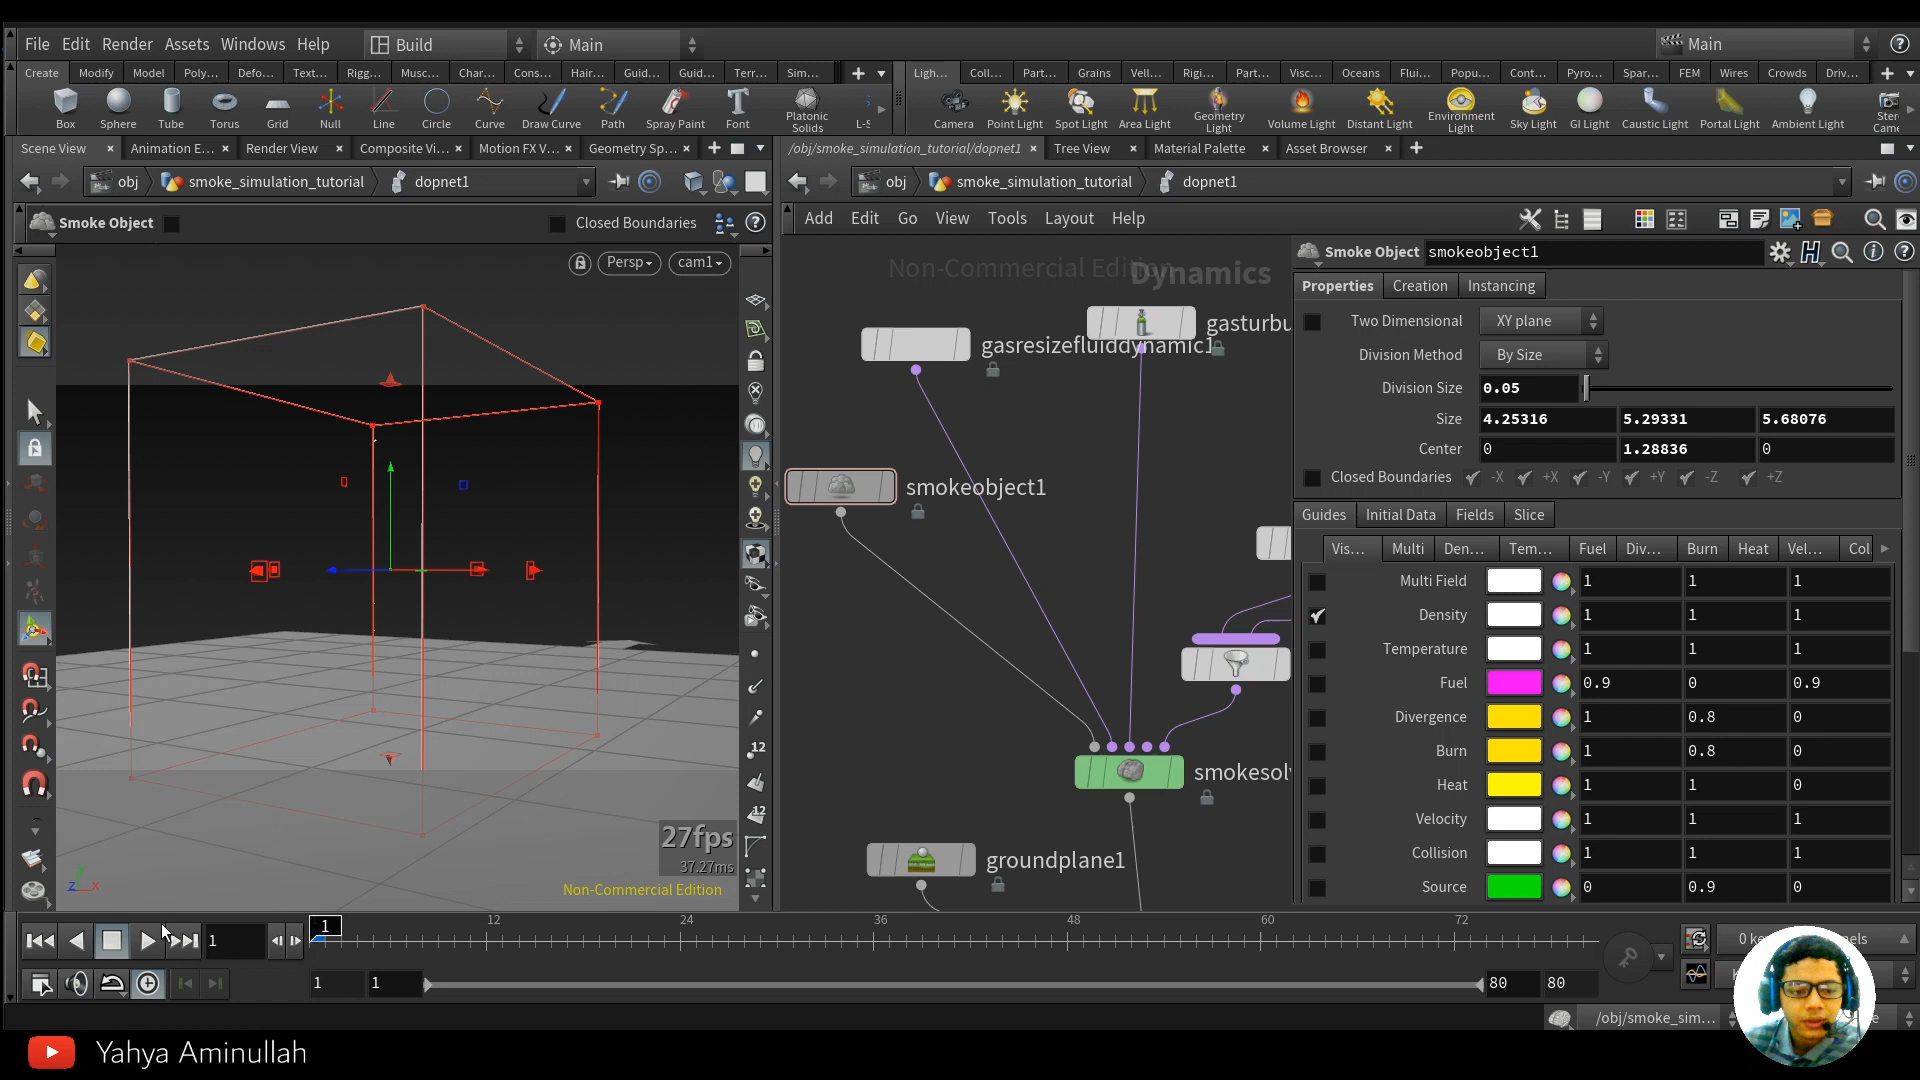 File Edit Render Assets Windows Help Build Main Main
Create Modify Model Poly... Defo... Text... Rigg... Musc... Char... Cons... Hair... Guid... Guid... Terr... Sim... Ligh... Coll... Part... Grains Vell... Rigi... Part... Visc... Oceans Flui... Popu... Cont... Pyro... Spar... FEM Wires Crowds Driv...
Box Sphere Tube Torus Grid Null Line Circle Curve Draw Curve Path Spray Paint Font Platonic Solids Camera Point Light Spot Light Area Light Geometry Light Volume Light Distant Light Environment Light Sky Light GI Light Caustic Light Portal Light Ambient Light
Scene View Animation E... Render View Composite Vi... Motion FX V... Geometry Sp... /obj/smoke_simulation_tutorial/dopnet1 Tree View Material Palette Asset Browser
obj smoke_simulation_tutorial dopnet1 obj smoke_simulation_tutorial dopnet1
Smoke Object Closed Boundaries Add Edit Go View Tools Layout Help
Persp cam1
Non-Commercial Edition Dynamics
gasresizefluiddynamic1
gasturbu
smokeobject1
smokesol
groundplane1
Smoke Object smokeobject1
Properties Creation Instancing
Two Dimensional XY plane
Division Method By Size
Division Size 0.05
Size 4.25316 5.29331 5.68076
Center 0 1.28836 0
Closed Boundaries -X +X -Y +Y -Z +Z
Guides Initial Data Fields Slice
Vis... Multi Den... Tem... Fuel Div... Burn Heat Vel... Col
Multi Field 1 1 1
Density 1 1 1
Temperature 1 1 1
Fuel 0.9 0 0.9
Divergence 1 0.8 0
Burn 1 0.8 0
Heat 1 1 0
Velocity 1 1 1
Collision 1 1 1
Source 0 0.9 0
27fps
37.27ms
Non-Commercial Edition
12
12
z x
1 1 12 24 36 48 60 72
1 1 80 80
/obj/smoke_sim...
Yahya Aminullah